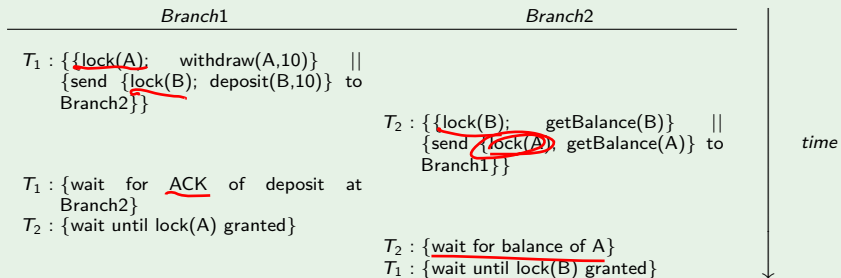 Branch1 Branch2
T1 : {{lock(A); withdraw(A,10)} ||
{send {lock(B); deposit(B,10)} to
Branch2}}
T2 : {{lock(B); getBalance(B)} ||
{send {lock(A), getBalance(A)} to
Branch1}}
time
T1 : {wait for ACK of deposit at
Branch2}
T2 : {wait until lock(A) granted}
T2 : {wait for balance of A}
T1 : {wait until lock(B) granted}